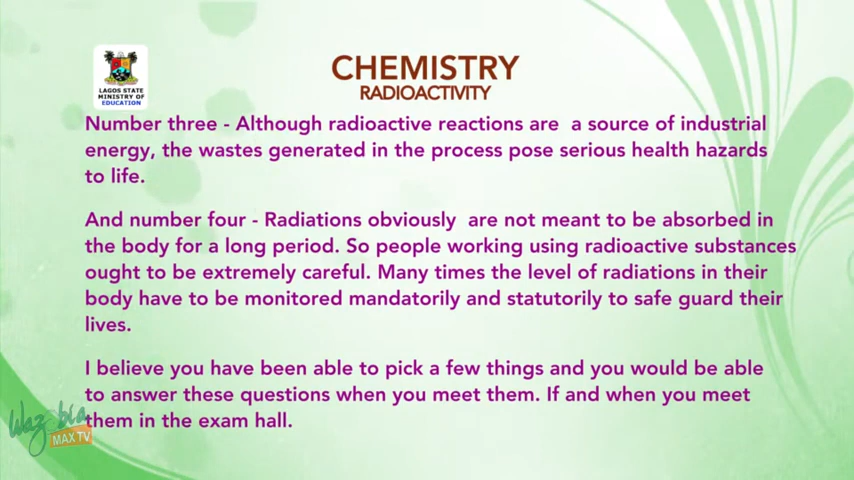 LAGOS STATE
MINISTRY OF
EDUCATION
CHEMISTRY
RADIOACTIVITY
Number three - Although radioactive reactions are a source of industrial
energy, the wastes generated in the process pose serious health hazards
to life.
And number four - Radiations obviously are not meant to be absorbed in
the body for a long period. So people working using radioactive substances
ought to be extremely careful. Many times the level of radiations in their
body have to be monitored mandatorily and statutorily to safe guard their
lives.
I believe you have been able to pick a few things and you would be able
to answer these questions when you meet them. If and when you meet
them in the exam hall.
Wazobia
MAX TV